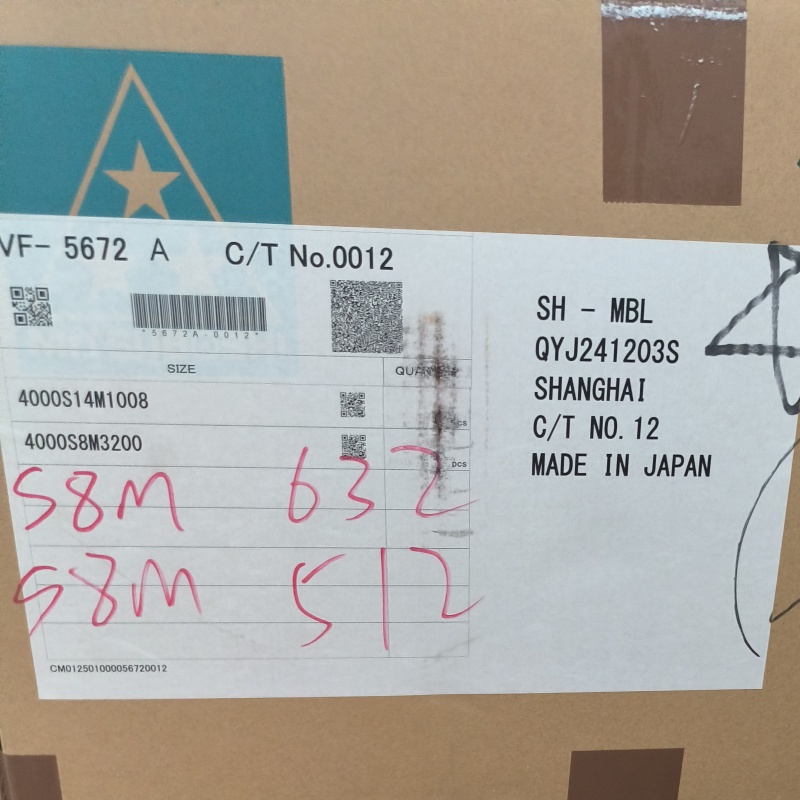 VF- 5672 A C/T No.0012
*5672A-0012*
SIZE
4000S14M1008
4000S8M3200 pcs
S8M 632
S8M 512
CM012501000056720012
SH - MBL
QYJ241203S
SHANGHAI
C/T NO. 12
MADE IN JAPAN